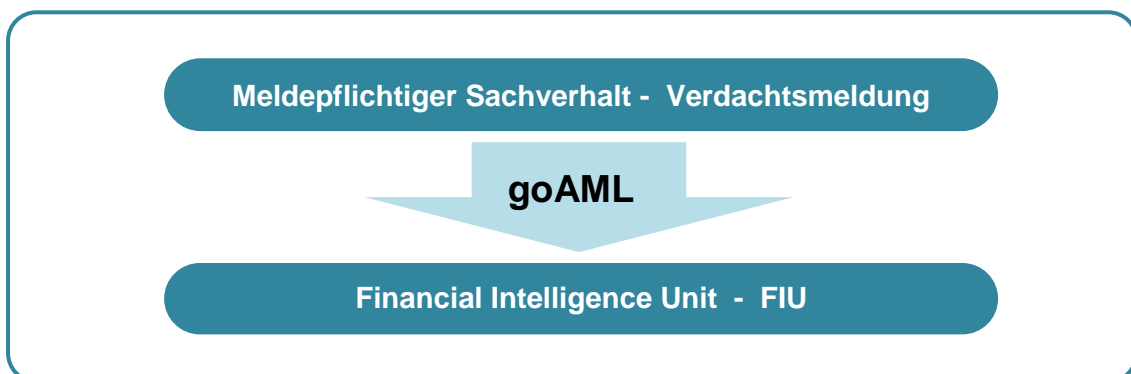 Meldepflichtiger Sachverhalt - Verdachtsmeldung
goAML
Financial Intelligence Unit - FIU